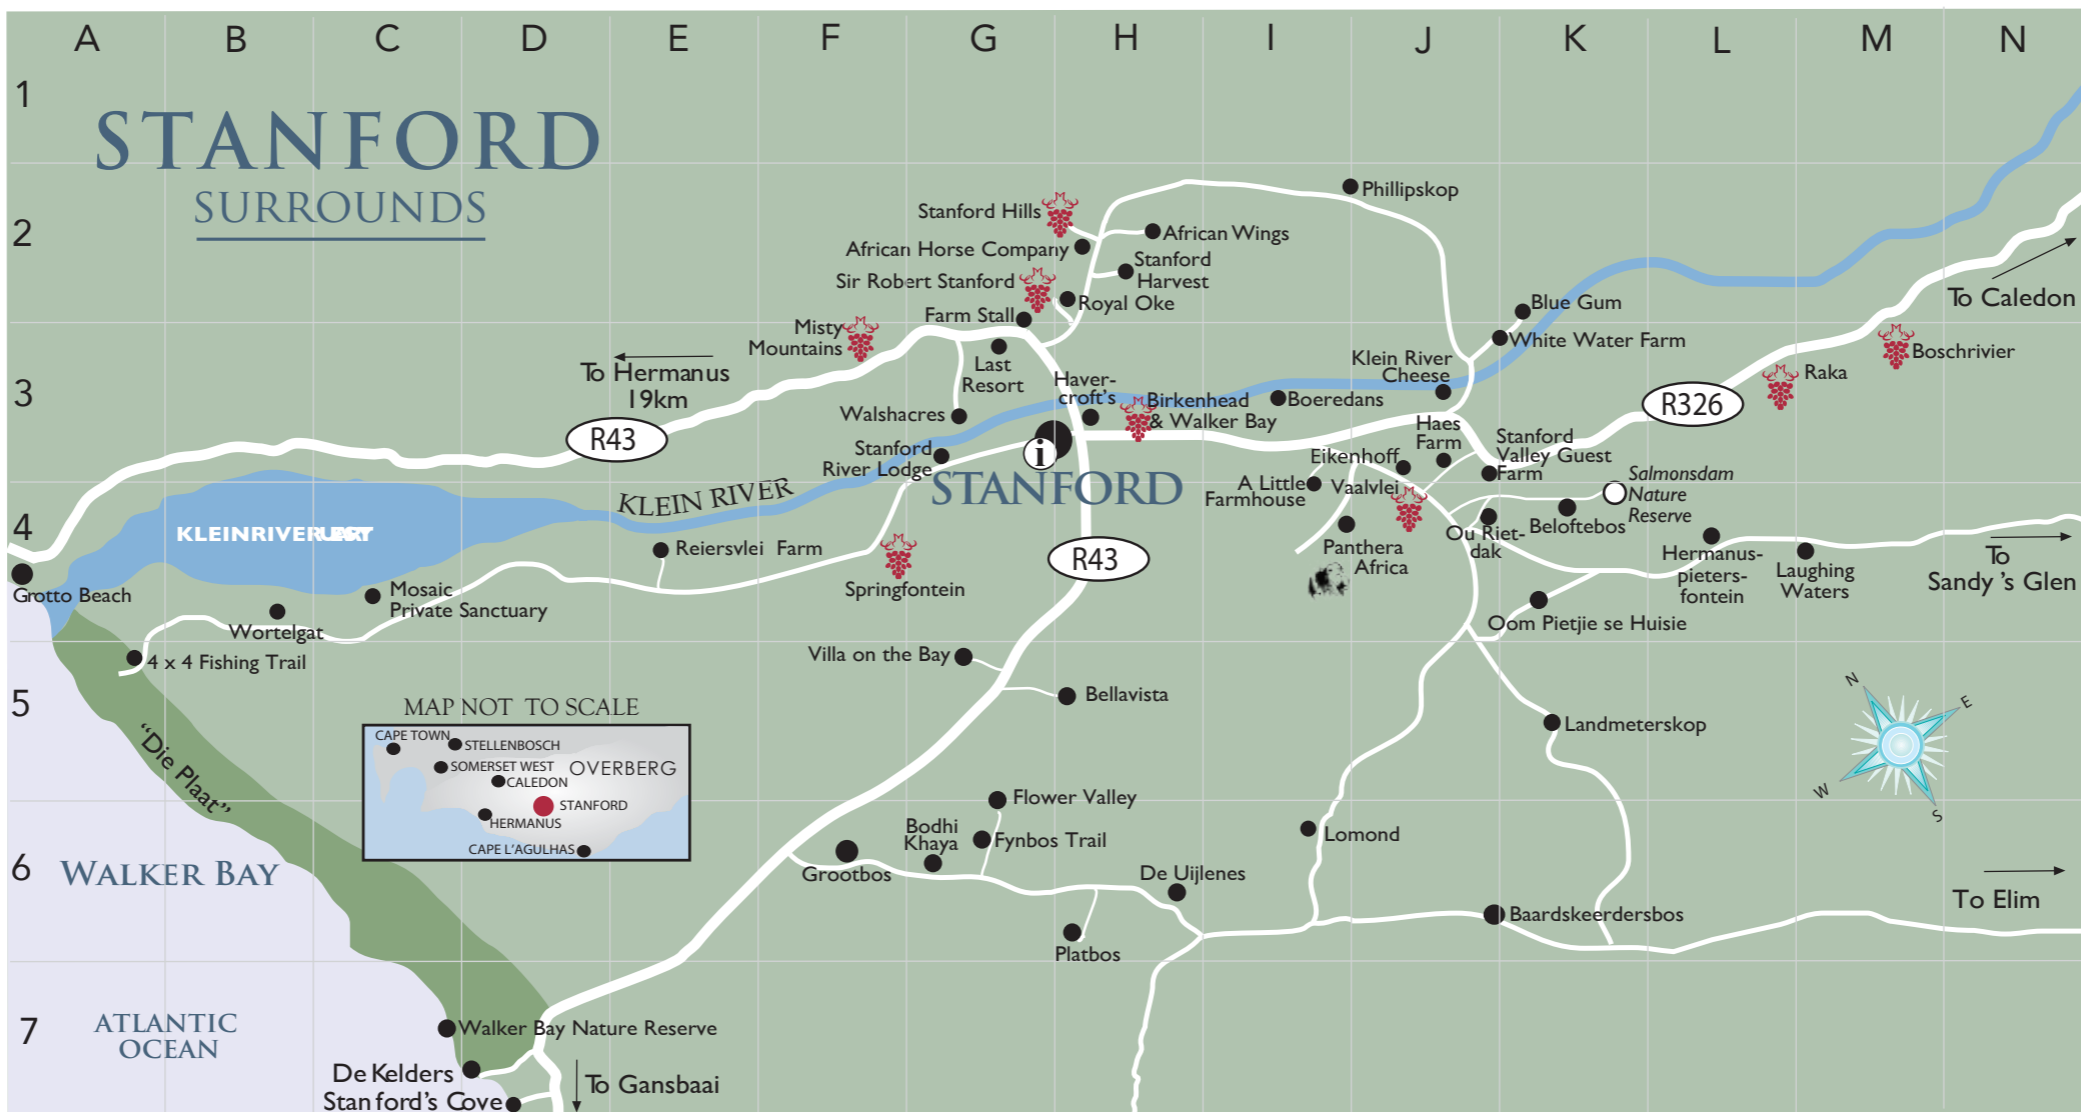 A B C D E F G H I J K L M N
1
STANFORD
SURROUNDS
2
Phillipskop
Stanford Hills
African Wings
African Horse Company
Stanford
Harvest
Sir Robert Stanford
Royal Oke
Farm Stall
Blue Gum
To Caledon
Misty
Mountains
White Water Farm
Boschrivier
3
To Hermanus
19km
Last
Resort
Haver-
croft's
Klein River
Cheese
Raka
R326
Walshacres
Birkenhead
& Walker Bay
Boeredans
R43
Haes
Farm
Stanford
Valley Guest
Farm
Stanford
River Lodge
i
STANFORD
Eikenhoff
A Little
Farmhouse
Vaalvlei
Salmonsdam
Nature
Reserve
KLEIN RIVER
4
KLEINRIVER
Beloftebos
Ou Riet-
dak
Reiersvlei Farm
R43
Panthera
Africa
Hermanus-
pieters-
fontein
Laughing
Waters
To
Sandy's Glen
Springfontein
Grotto Beach
Mosaic
Private Sanctuary
Wortelgat
Oom Pietjie se Huisie
4 x 4 Fishing Trail
Villa on the Bay
Bellavista
5
"Die Plaat"
MAP NOT TO SCALE
CAPE TOWN
STELLENBOSCH
SOMERSET WEST
OVERBERG
CALEDON
STANFORD
HERMANUS
CAPE L'AGULHAS
Landmeterskop
N
E
W
S
Flower Valley
Bodhi
Khaya
Fynbos Trail
Lomond
6
WALKER BAY
Grootbos
De Uijlenes
To Elim
Baardskeerdersbos
Platbos
7
ATLANTIC
OCEAN
Walker Bay Nature Reserve
De Kelders
To Gansbaai
Stanford's Cove